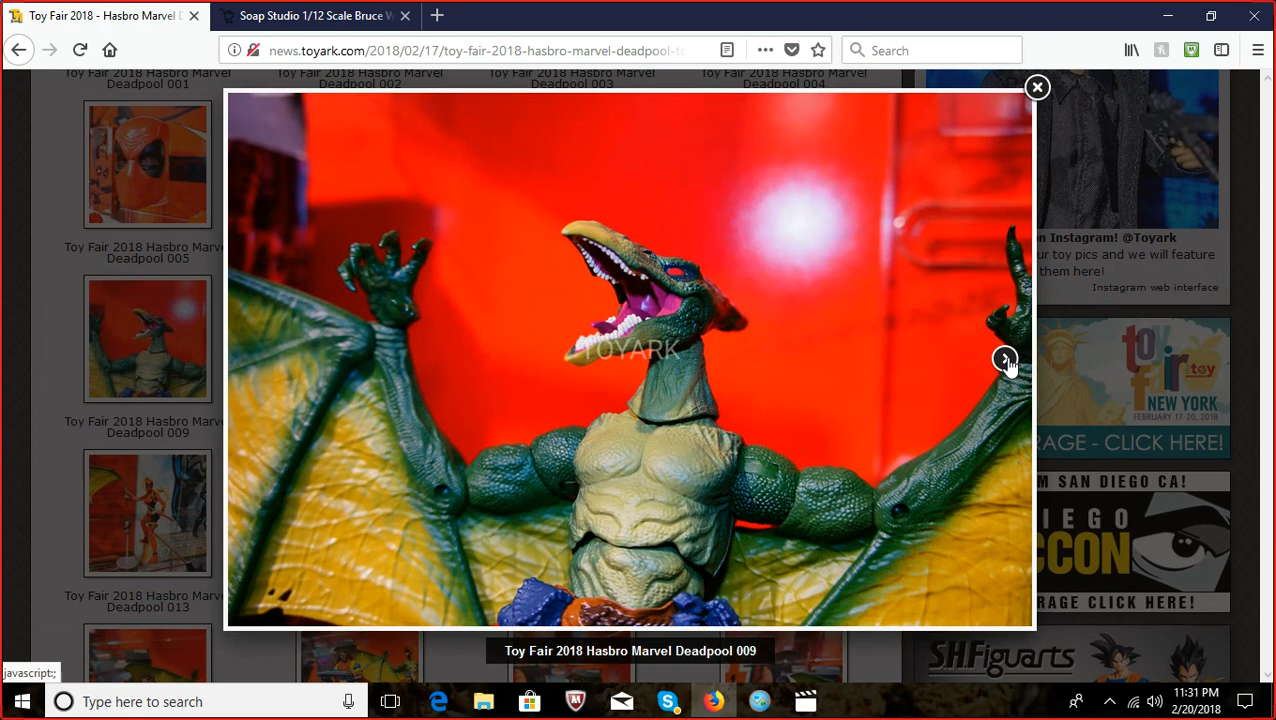 Toy Fair 2018 - Hasbro Marvel D
Soap Studio 1/12 Scale Bruce W
news.toyark.com/2018/02/17/toy-fair-2018-hasbro-marvel-deadpool-to
Search
Toy Fair 2018 Hasbro Marvel
Deadpool 001
Toy Fair 2018 Hasbro Marvel
Deadpool 002
Toy Fair 2018 Hasbro Marvel
Deadpool 003
Toy Fair 2018 Hasbro Marvel
Deadpool 004
Toy Fair 2018 Hasbro Marve
Deadpool 005
Toy Fair 2018 Hasbro Marve
Deadpool 009
Toy Fair 2018 Hasbro Marve
Deadpool 013
TOYARK
Toy Fair 2018 Hasbro Marvel Deadpool 009
on Instagram! @Toyark
ur toy pics and we will feature
them here!
Instagram web interface
toy
fair
toy
NEW YORK
FEBRUARY 17-20, 2018
RAGE - CLICK HERE!
M SAN DIEGO CA!
IEGO
CCON
RAGE CLICK HERE!
SHFiguarts
javascript:;
Type here to search
11:31 PM
2/20/2018